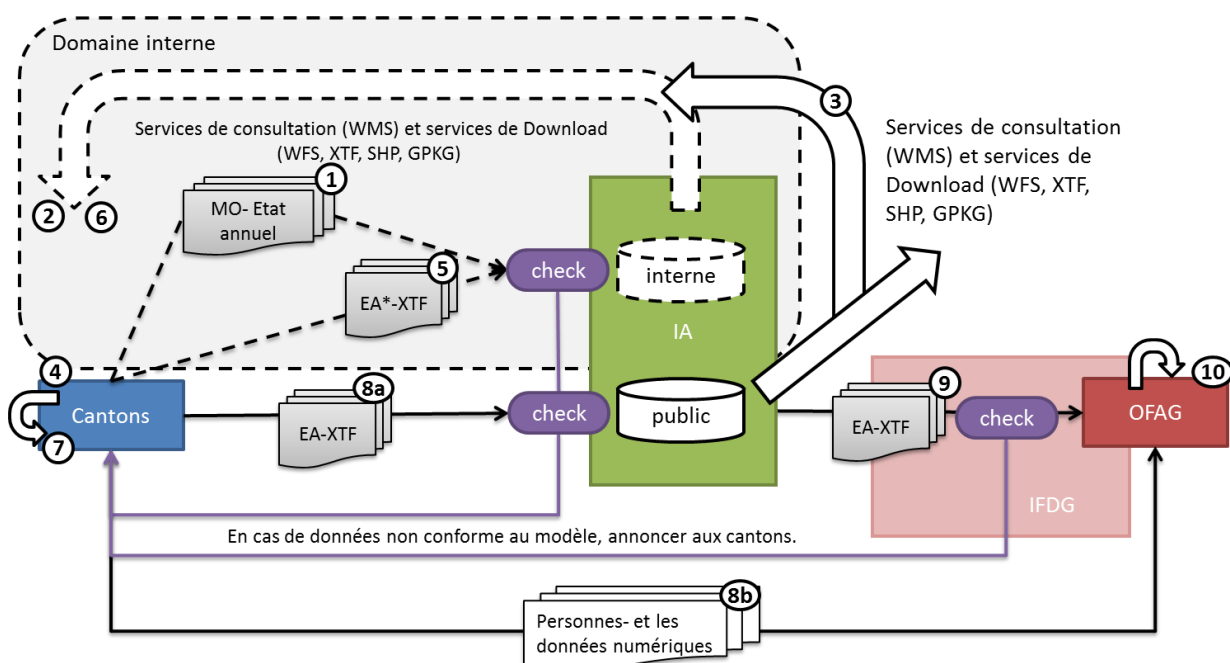 Domaine interne
3
Services de consultation (WMS) et services de Download
(WFS, XTF, SHP, GPKG)
Services de consultation
(WMS) et services de
Download (WFS, XTF,
SHP, GPKG)
1
MO- Etat
annuel
2
6
5
EA*-XTF
check
interne
IA
4
Cantons
7
8a
EA-XTF
check
public
9
EA-XTF
check
10
OFAG
IFDG
En cas de données non conforme au modèle, annoncer aux cantons.
8b
Personnes- et les
données numériques